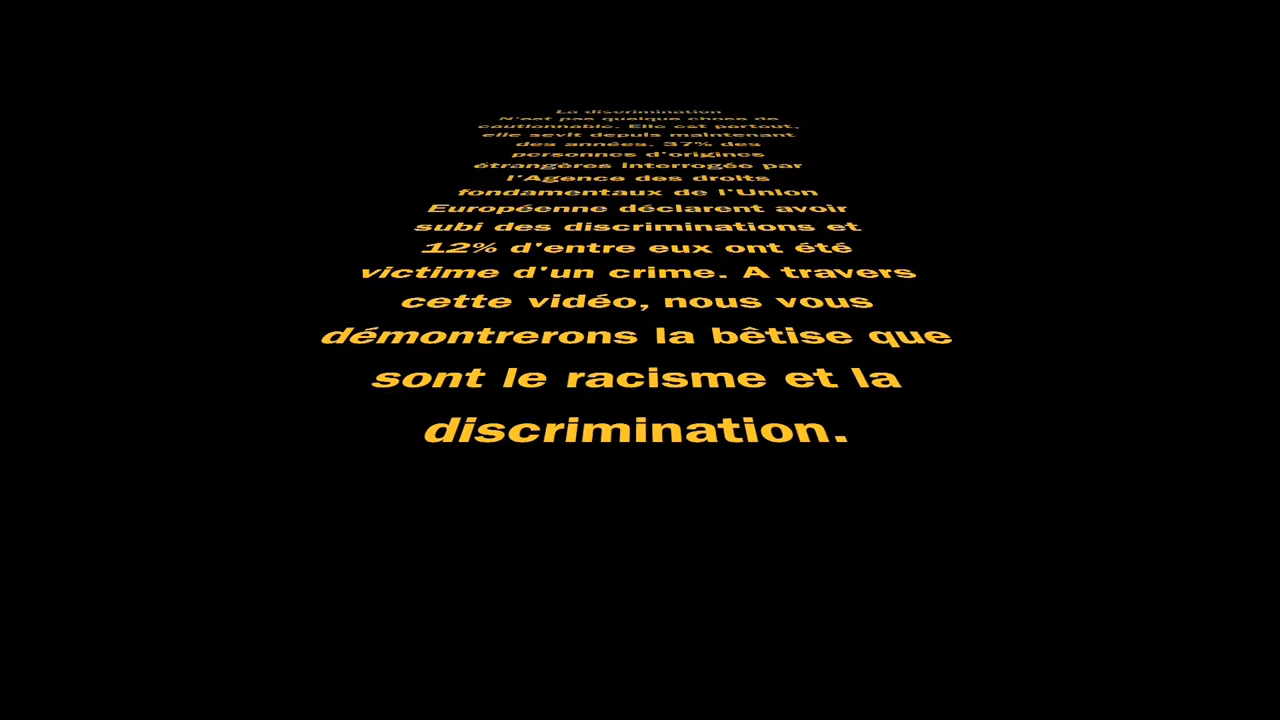 La discrimination
N'est pas quelque chose de
cautionnable. Elle est partout,
elle sevit depuis maintenant
des années. 37% des
personnes d'origines
étrangères interrogée par
l'Agence des droits
fondamentaux de l'Union
Européenne déclarent avoir
subi des discriminations et
12% d'entre eux ont été
victime d'un crime. A travers
cette vidéo, nous vous
démontrerons la bêtise que
sont le racisme et la
discrimination.